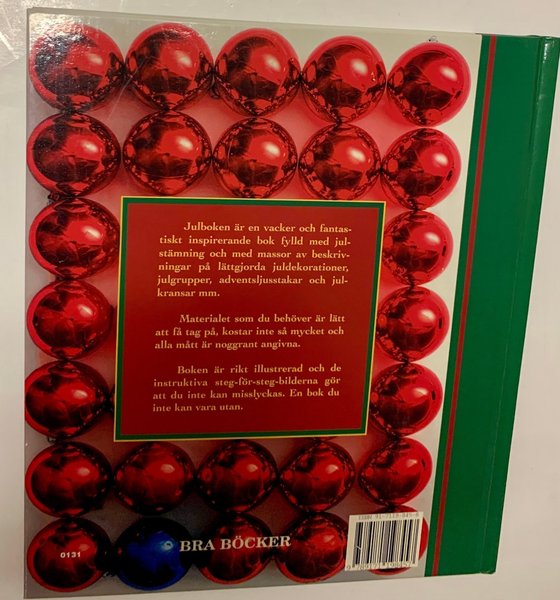 Julboken är en vacker och fantas-
tiskt inspirerande bok fylld med jul-
stämning och med massor av beskriv-
ningar på lättgjorda juldekorationer,
julgrupper, adventsljusstakar och jul-
kransar mm.
Materialet som du behöver är lätt
att få tag på, kostar inte så mycket och
alla mått är noggrant angivna.
Boken är rikt illustrerad och de
instruktiva steg-för-steg-bilderna gör
att du inte kan misslyckas. En bok du
inte kan vara utan.
0131
BRA BÖCKER
ISBN